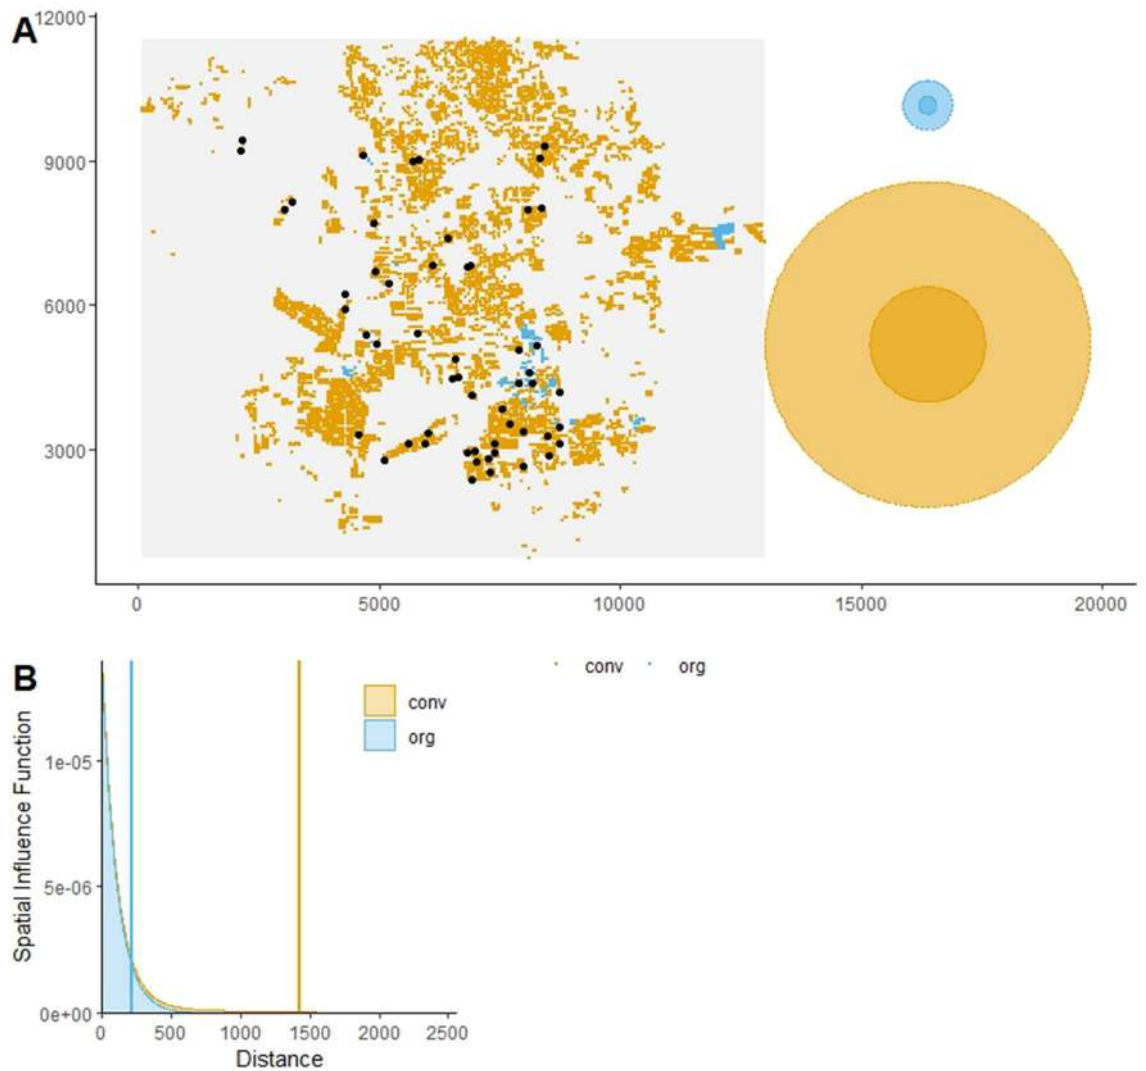 A
12000
9000
6000
3000
0 5000 10000 15000 20000
B
conv org
conv
org
Spatial Influence Function
1e-05
5e-06
0e+00
0 500 1000 1500 2000 2500
Distance